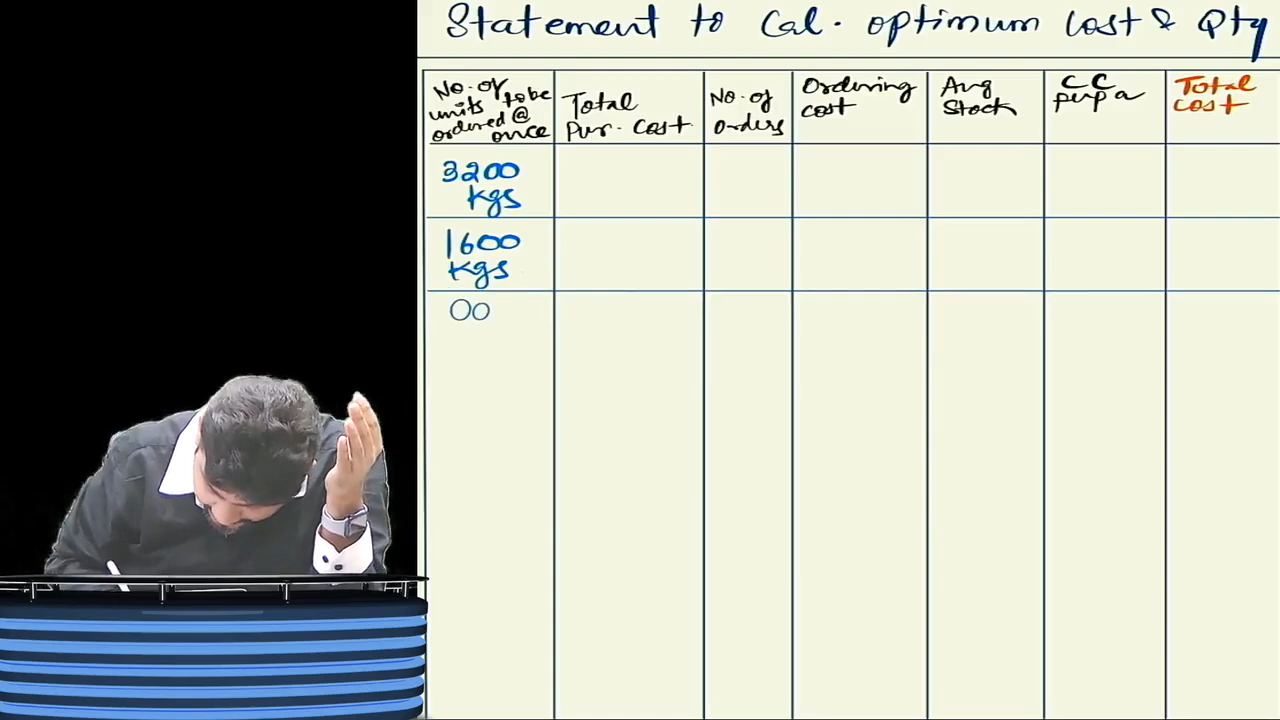 Statement to Cal. optimum Cost & Qty
No. of
units to be
ordered @
once
Total
Pur. Cost
No. of
Orders
Ordering
cost
Avg
Stock
CC
pupa
Total
cost
3200
kgs
1600
kgs
00